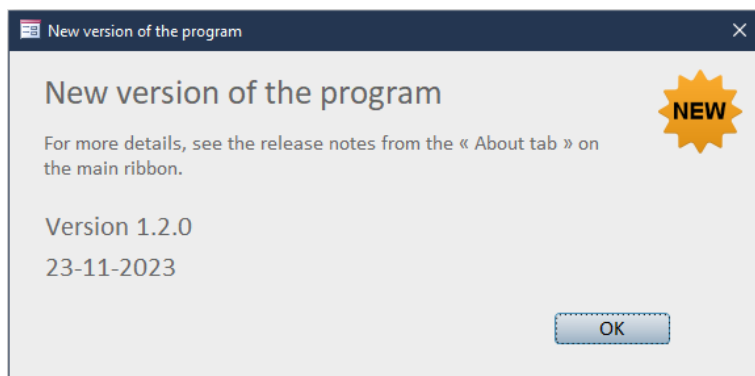 New version of the program
New version of the program
NEW
For more details, see the release notes from the « About tab » on
the main ribbon.
Version 1.2.0
23-11-2023
OK